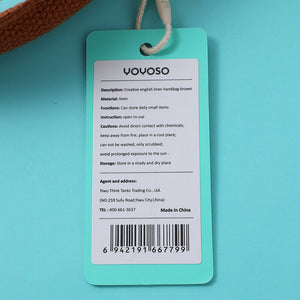 YOYOSO
Description: Creative english linen handbag-brown
Material: linen
Functions: Can store daily small items
Instruction: open to use
Cautions: Avoid direct contact with chemicals;
keep away from fire, place in a cool place;
can not be washed, only scrubbed,
avoid prolonged exposure to the sun .
Storage: Store in a shady and dry place
Agent and address:
Yiwu Think Tanks Trading Co., Ltd.
(NO.259 Sufu Road,Yiwu City,China)
TEL : 400-661-3637
Made in China
6 942191 667799